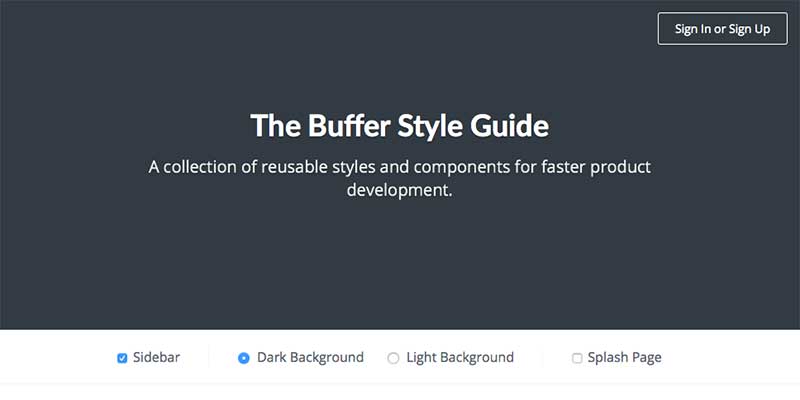 Sign In or Sign Up
The Buffer Style Guide
A collection of reusable styles and components for faster product
development.
Sidebar Dark Background Light Background Splash Page